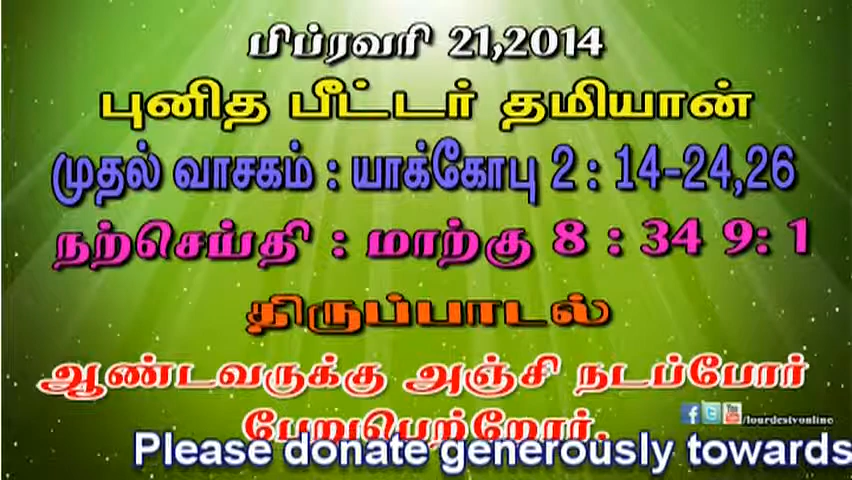 பிப்ரவரி 21,2014
புனித பீட்டர் தமியான்
முதல் வாசகம் : யாக்கோபு 2 : 14-24,26
நற்செய்தி : மாற்கு 8 : 34 9: 1
திருப்பாடல்
ஆண்டவருக்கு அஞ்சி நடப்போர்
பேறுபெற்றோர்.
/lourdestvonline
Please donate generously towards